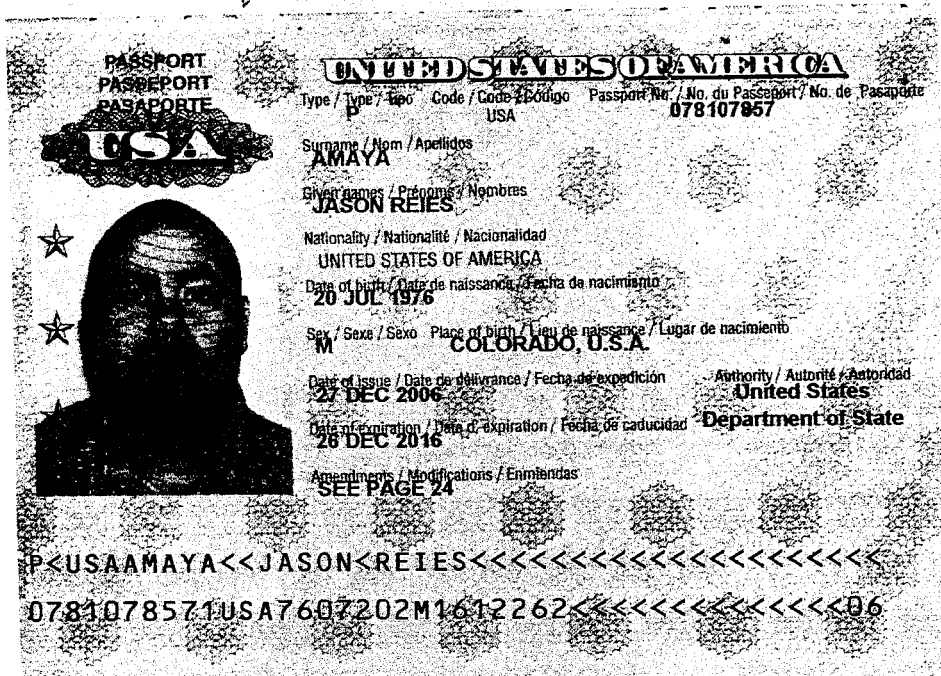 PASSPORT
PASSEPORT
PASAPORTE
USA
UNITED STATES OF AMERICA
Type / Type / Tipo Code / Code / Código Passport No. / No. du Passeport / No. de Pasaporte
P USA 078107857
Surname / Nom / Apellidos
AMAYA
Given names / Prénoms / Nombres
JASON REIES
Nationality / Nationalité / Nacionalidad
UNITED STATES OF AMERICA
Date of birth / Date de naissance / Fecha de nacimiento
20 JUL 1976
Sex / Sexe / Sexo Place of birth / Lieu de naissance / Lugar de nacimiento
M COLORADO, U.S.A.
Date of issue / Date de délivrance / Fecha de expedición Authority / Autorité / Autoridad
27 DEC 2006 United States
Date of expiration / Date d'expiration / Fecha de caducidad Department of State
26 DEC 2016
Amendments / Modifications / Enmiendas
SEE PAGE 24
P<USAAMAYA<<JASON<REIES<<<<<<<<<<<<<<<<<<<<<
0781078571USA7607202M1612262<<<<<<<<<<<<<<06